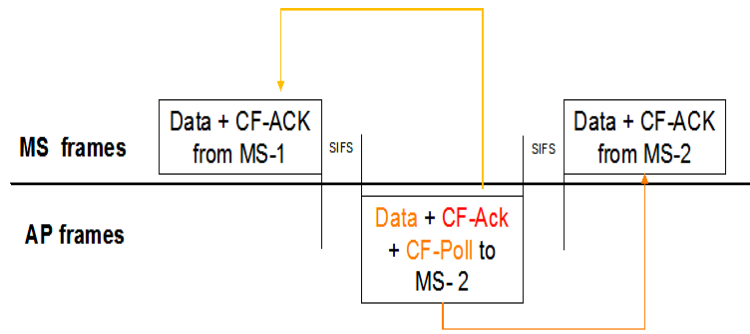 Data + CF-ACK
from MS-1
SIFS
SIFS
Data + CF-ACK
from MS-2
MS frames
AP frames
Data + CF-Ack
+ CF-Poll to
MS- 2